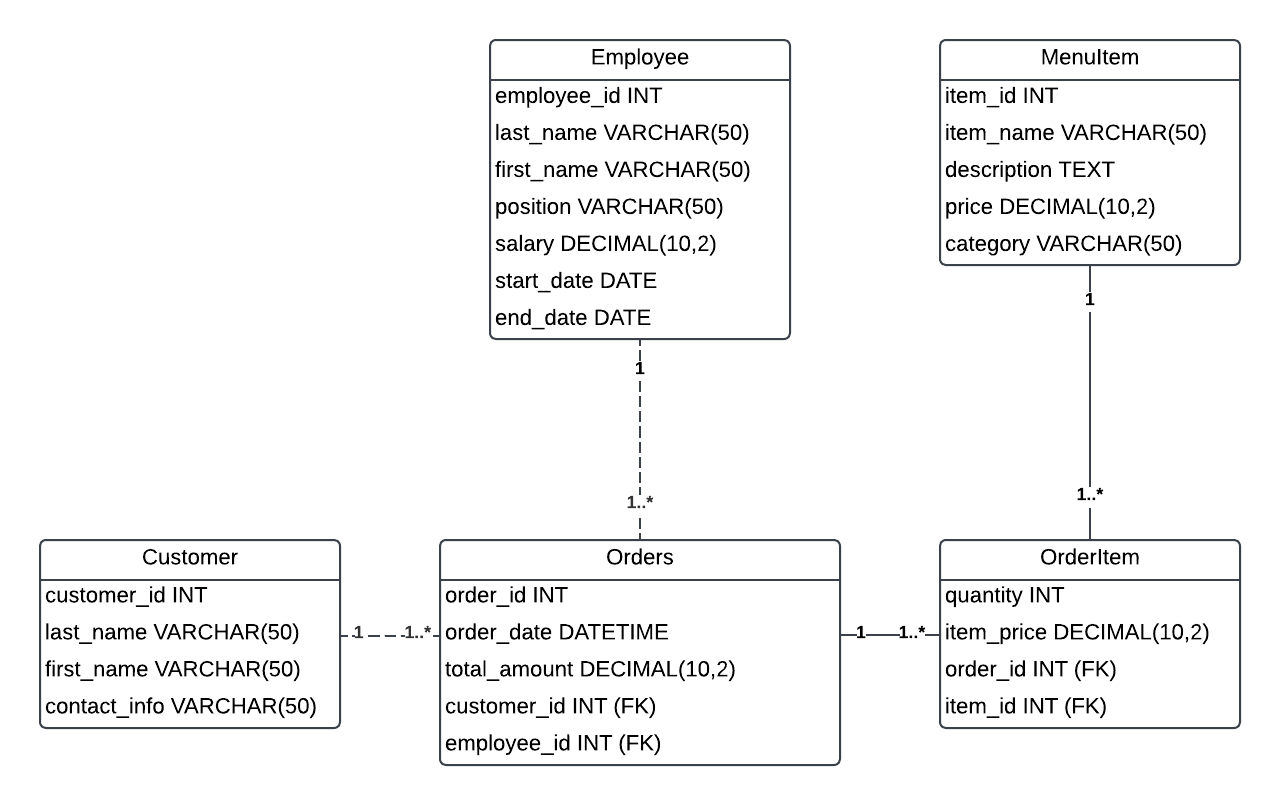 Employee
employee_id INT
last_name VARCHAR(50)
first_name VARCHAR(50)
position VARCHAR(50)
salary DECIMAL(10,2)
start_date DATE
end_date DATE
1
1..*
MenuItem
item_id INT
item_name VARCHAR(50)
description TEXT
price DECIMAL(10,2)
category VARCHAR(50)
1
1..*
Customer
customer_id INT
last_name VARCHAR(50)
first_name VARCHAR(50)
contact_info VARCHAR(50)
1
1..*
Orders
order_id INT
order_date DATETIME
total_amount DECIMAL(10,2)
customer_id INT (FK)
employee_id INT (FK)
1
1..*
OrderItem
quantity INT
item_price DECIMAL(10,2)
order_id INT (FK)
item_id INT (FK)